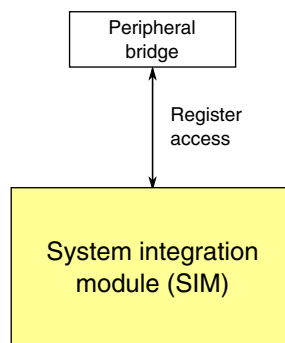 Peripheral
bridge
Register
access
System integration
module (SIM)